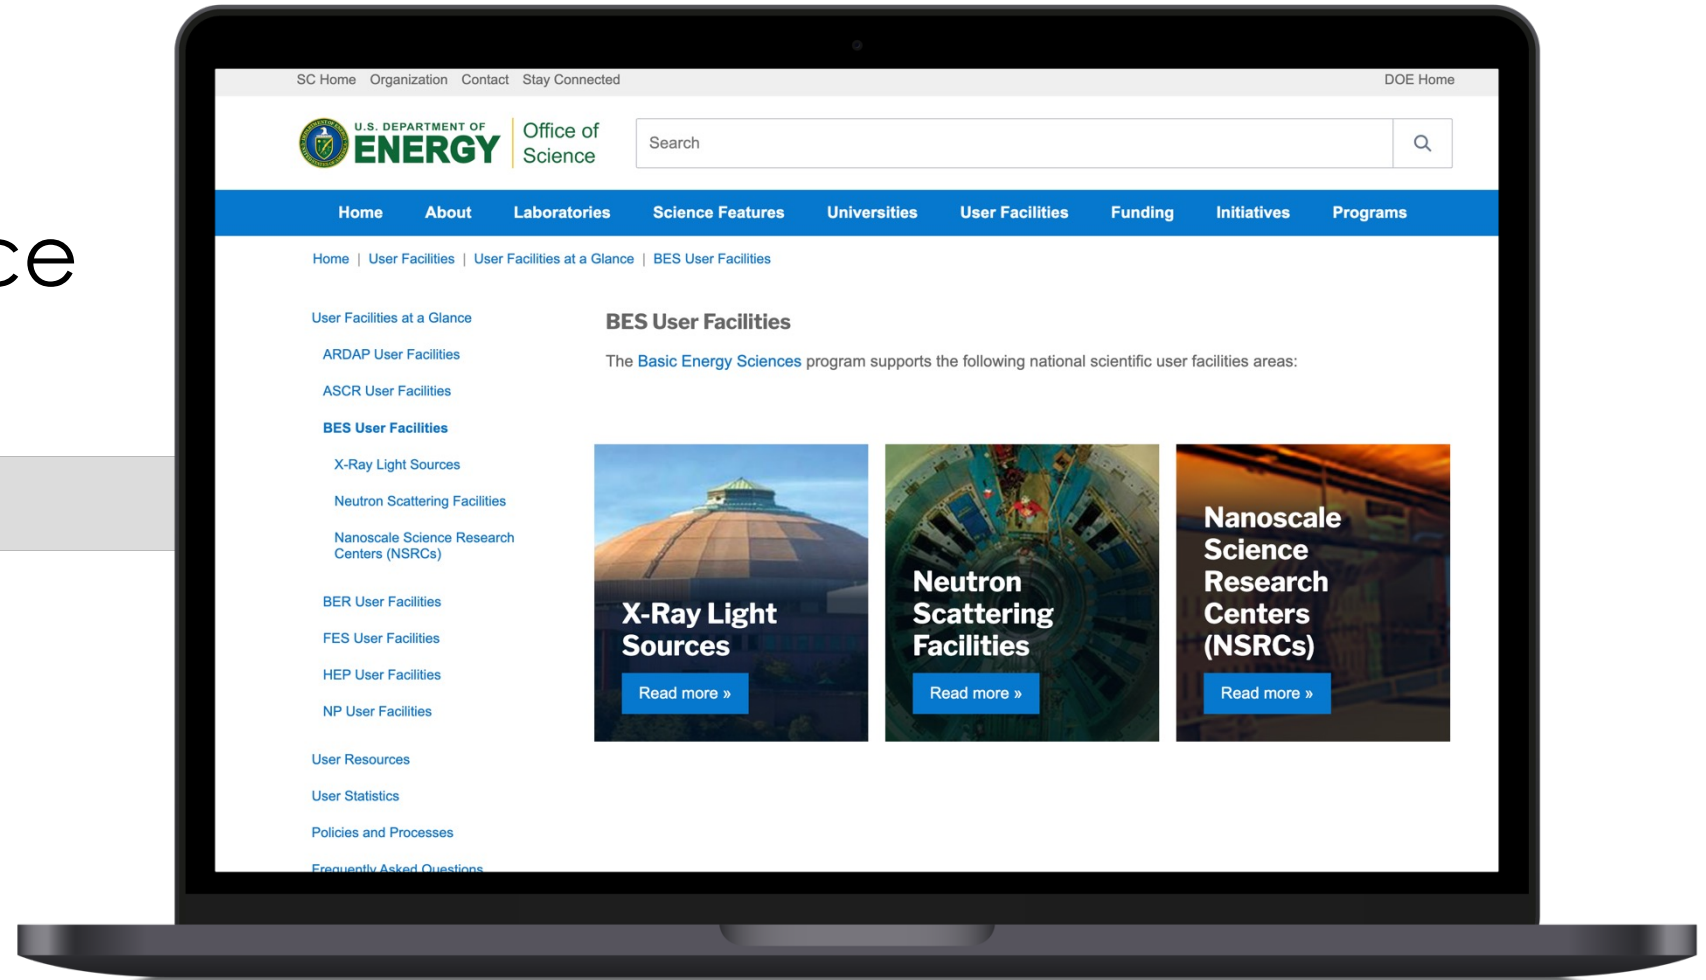 ce
SC Home Organization Contact Stay Connected DOE Home
U.S. DEPARTMENT OF
ENERGY
Office of
Science
Search
Home About Laboratories Science Features Universities User Facilities Funding Initiatives Programs
Home | User Facilities | User Facilities at a Glance | BES User Facilities
User Facilities at a Glance
ARDAP User Facilities
ASCR User Facilities
BES User Facilities
X-Ray Light Sources
Neutron Scattering Facilities
Nanoscale Science Research
Centers (NSRCs)
BER User Facilities
FES User Facilities
HEP User Facilities
NP User Facilities
User Resources
User Statistics
Policies and Processes
Frequently Asked Questions
BES User Facilities
The Basic Energy Sciences program supports the following national scientific user facilities areas:
X-Ray Light
Sources
Read more »
Neutron
Scattering
Facilities
Read more »
Nanoscale
Science
Research
Centers
(NSRCs)
Read more »